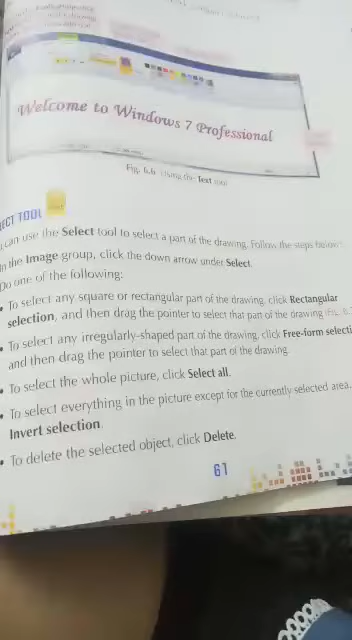 Welcome to Windows 7 Professional
Fig. 6.6 Using the Text tool
ECT TOOL
can use the Select tool to select a part of the drawing. Follow the steps below:
In the Image group, click the down arrow under Select.
Do one of the following:
• To select any square or rectangular part of the drawing, click Rectangular
selection, and then drag the pointer to select that part of the drawing
• To select any irregularly-shaped part of the drawing, click Free-form selecti
and then drag the pointer to select that part of the drawing.
• To select the whole picture, click Select all.
• To select everything in the picture except for the currently selected area,
Invert selection.
• To delete the selected object, click Delete.
61